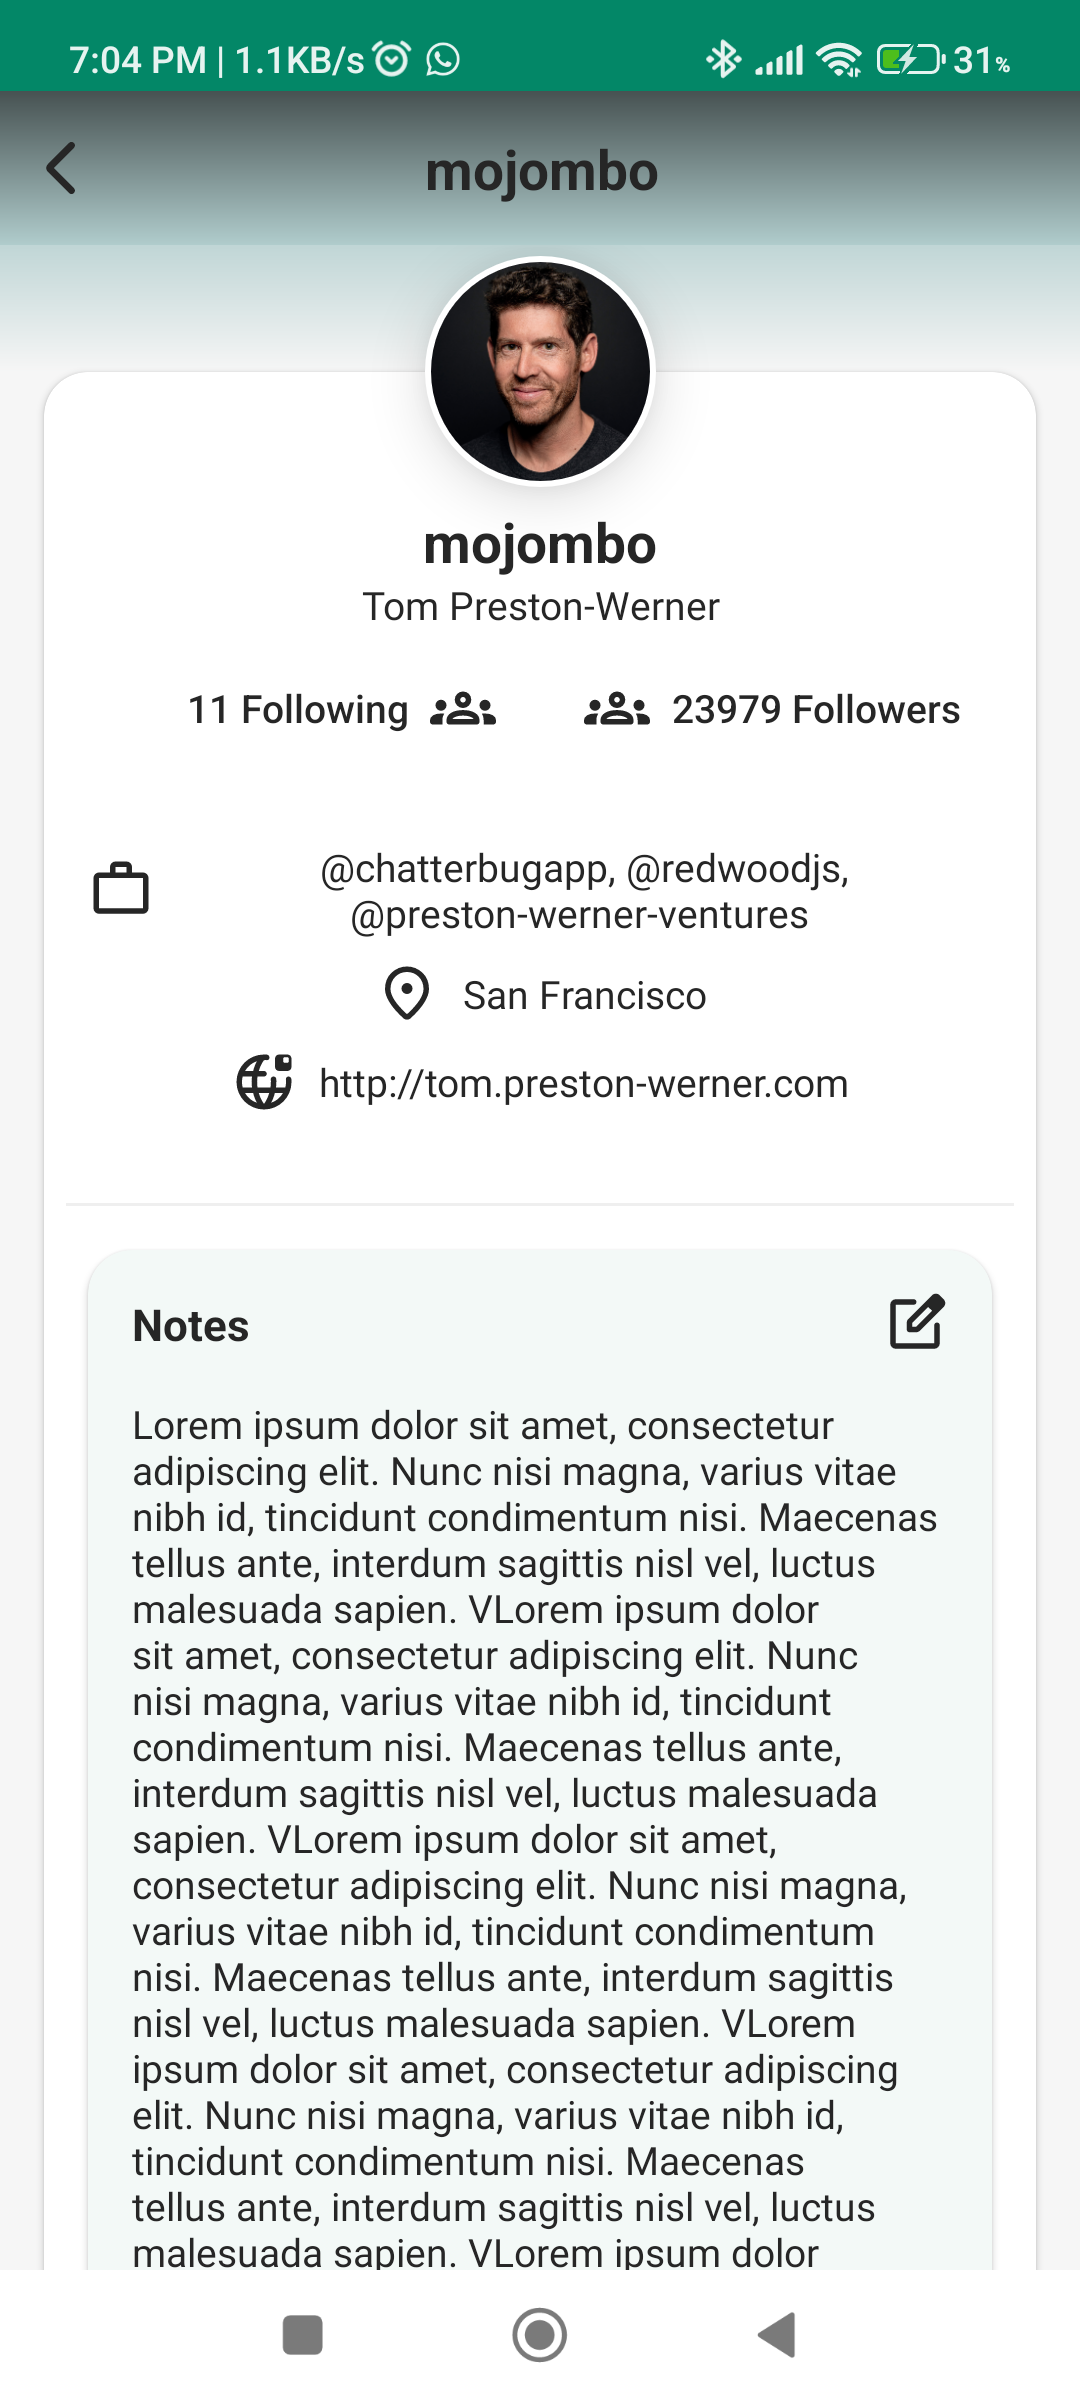 7:04 PM | 1.1KB/s
31%
mojombo
mojombo
Tom Preston-Werner
11 Following
23979 Followers
@chatterbugapp, @redwoodjs,
@preston-werner-ventures
San Francisco
http://tom.preston-werner.com
Notes
Lorem ipsum dolor sit amet, consectetur
adipiscing elit. Nunc nisi magna, varius vitae
nibh id, tincidunt condimentum nisi. Maecenas
tellus ante, interdum sagittis nisl vel, luctus
malesuada sapien. VLorem ipsum dolor
sit amet, consectetur adipiscing elit. Nunc
nisi magna, varius vitae nibh id, tincidunt
condimentum nisi. Maecenas tellus ante,
interdum sagittis nisl vel, luctus malesuada
sapien. VLorem ipsum dolor sit amet,
consectetur adipiscing elit. Nunc nisi magna,
varius vitae nibh id, tincidunt condimentum
nisi. Maecenas tellus ante, interdum sagittis
nisl vel, luctus malesuada sapien. VLorem
ipsum dolor sit amet, consectetur adipiscing
elit. Nunc nisi magna, varius vitae nibh id,
tincidunt condimentum nisi. Maecenas
tellus ante, interdum sagittis nisl vel, luctus
malesuada sapien. VLorem ipsum dolor